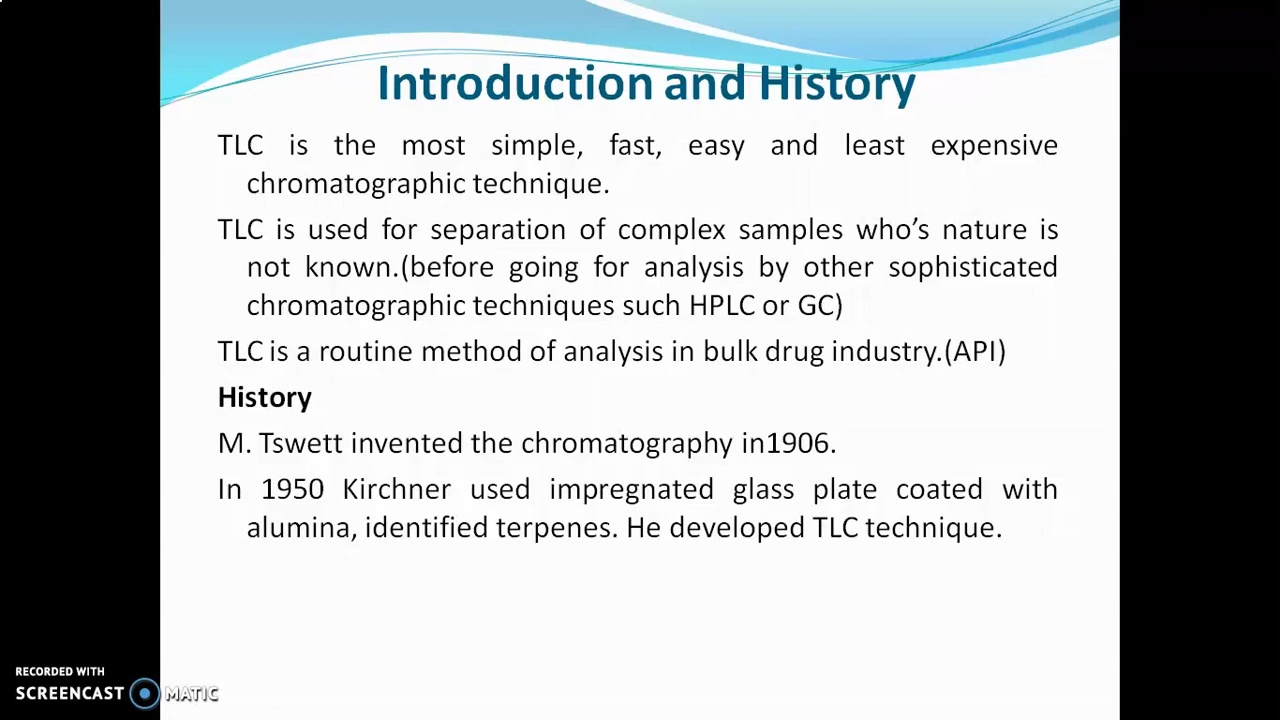 Introduction and History
TLC is the most simple, fast, easy and least expensive
chromatographic technique.
TLC is used for separation of complex samples who’s nature is
not known.(before going for analysis by other sophisticated
chromatographic techniques such HPLC or GC)
TLC is a routine method of analysis in bulk drug industry.(API)
History
M. Tswett invented the chromatography in1906.
In 1950 Kirchner used impregnated glass plate coated with
alumina, identified terpenes. He developed TLC technique.
RECORDED WITH
SCREENCAST MATIC